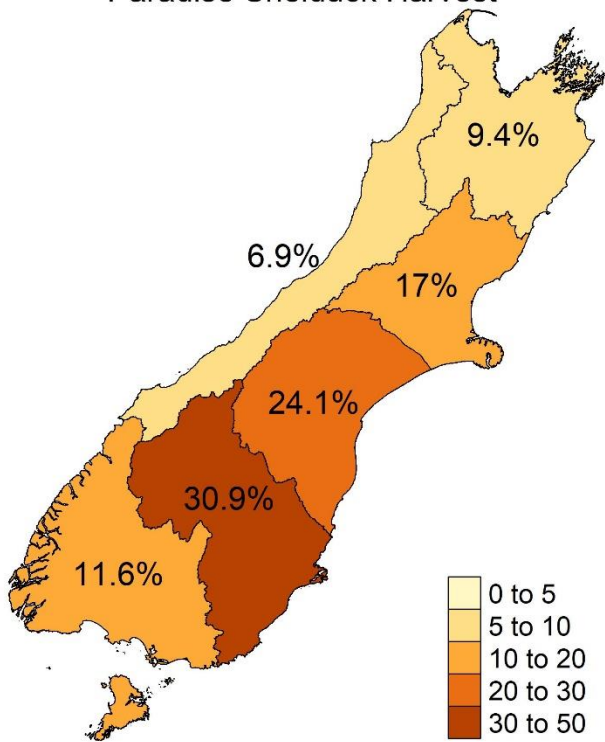 Paradise Shelduck Harvest
9.4%
6.9%
17%
24.1%
30.9%
11.6%
0 to 5
5 to 10
10 to 20
20 to 30
30 to 50